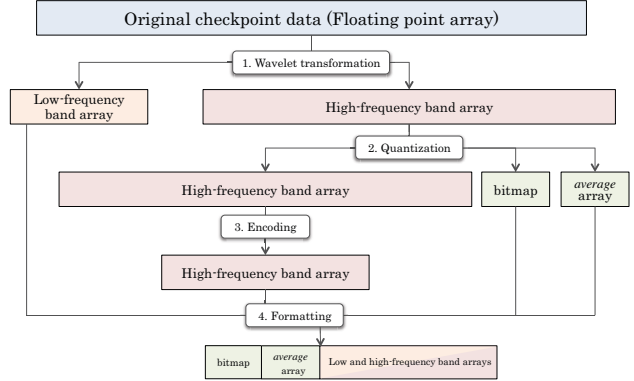 Original checkpoint data (Floating point array)
1. Wavelet transformation
Low-frequency
band array
High-frequency band array
2. Quantization
High-frequency band array
bitmap
average
array
3. Encoding
High-frequency band array
4. Formatting
bitmap
average
array
Low and high-frequency band arrays